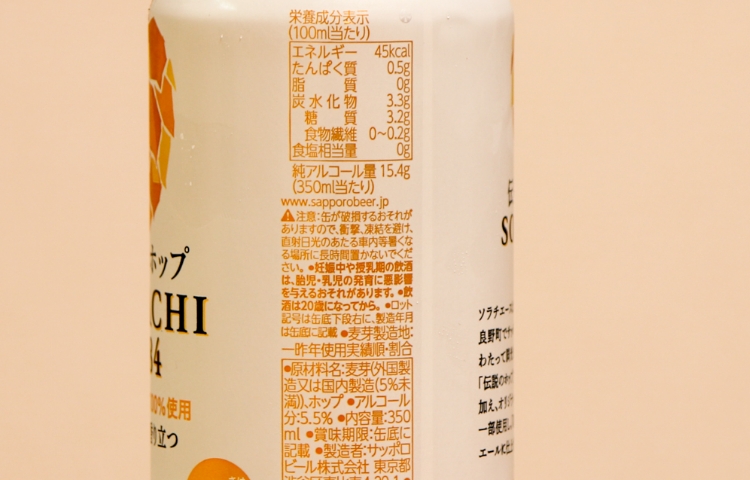 栄養成分表示
(100ml当たり)
エネルギー 45kcal
たんぱく質 0.5g
脂質 0g
炭水化物 3.3g
糖質 3.2g
食物繊維 0~0.2g
食塩相当量 0g
純アルコール量 15.4g
(350ml当たり)
www.sapporobeer.jp
注意:缶が破損するおそれが
ありますので、衝撃、凍結を避け、
直射日光のあたる車内等暑くな
る場所に長時間置かないでくだ
さい。●妊娠中や授乳期の飲酒
は、胎児・乳児の発育に悪影響
を与えるおそれがあります。●飲
酒は20歳になってから。●ロット
記号は缶底下段右に、製造年月
は缶底に記載 ●麦芽製造地:
一昨年使用実績順・割合
●原材料名:麦芽(外国製
造又は国内製造(5%未
満))、ホップ ●アルコール
分:5.5% ●内容量:350
ml ●賞味期限:缶底に
記載 ●製造者:サッポロ
ビール株式会社 東京都
ホップ
CHI
84
0%使用
り立つ
ソラチエース
良野町で
わたって
「伝説のホップ
加え、
一部使用し
エールに